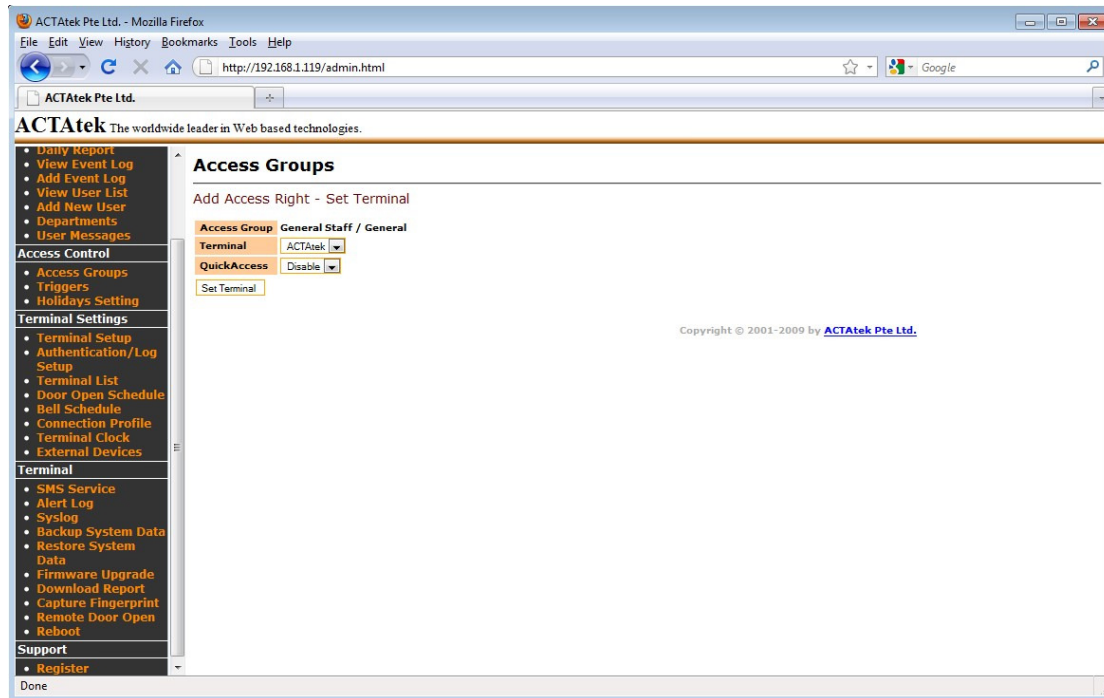 ACTAtek Pte Ltd. - Mozilla Firefox
File Edit View History Bookmarks Tools Help
http://192.168.1.119/admin.html
Google
ACTAtek Pte Ltd.
ACTAtek The worldwide leader in Web based technologies.
Daily Report
View Event Log
Add Event Log
View User List
Add New User
Departments
User Messages
Access Control
Access Groups
Triggers
Holidays Setting
Terminal Settings
Terminal Setup
Authentication/Log
Setup
Terminal List
Door Open Schedule
Bell Schedule
Connection Profile
Terminal Clock
External Devices
Terminal
SMS Service
Alert Log
Syslog
Backup System Data
Restore System
Data
Firmware Upgrade
Download Report
Capture Fingerprint
Remote Door Open
Reboot
Support
Register
Access Groups
Add Access Right - Set Terminal
Access Group General Staff / General
Terminal ACTAtek
QuickAccess Disable
Set Terminal
Copyright © 2001-2009 by ACTAtek Pte Ltd.
Done